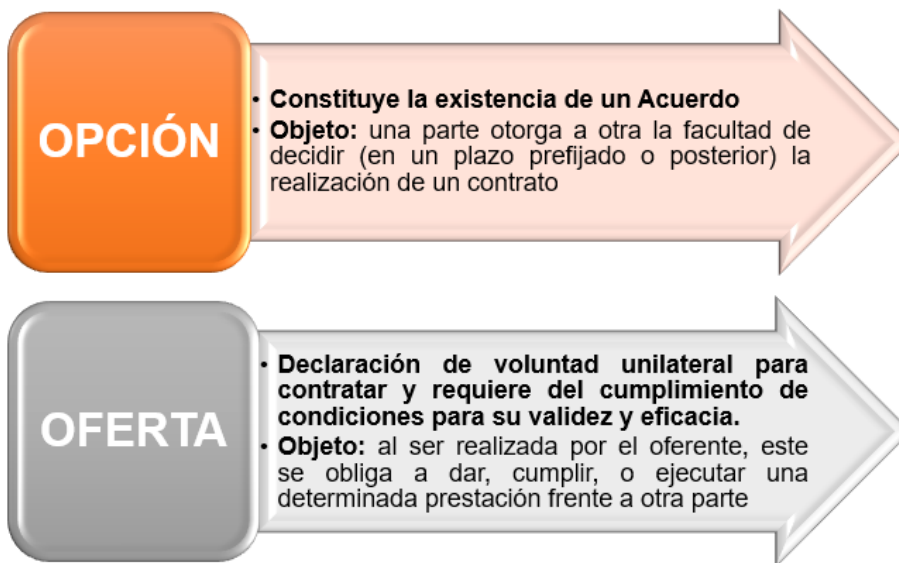 OPCIÓN
• Constituye la existencia de un Acuerdo
• Objeto: una parte otorga a otra la facultad de
decidir (en un plazo prefijado o posterior) la
realización de un contrato
OFERTA
• Declaración de voluntad unilateral para
contratar y requiere del cumplimiento de
condiciones para su validez y eficacia.
• Objeto: al ser realizada por el oferente, este
se obliga a dar, cumplir, o ejecutar una
determinada prestación frente a otra parte